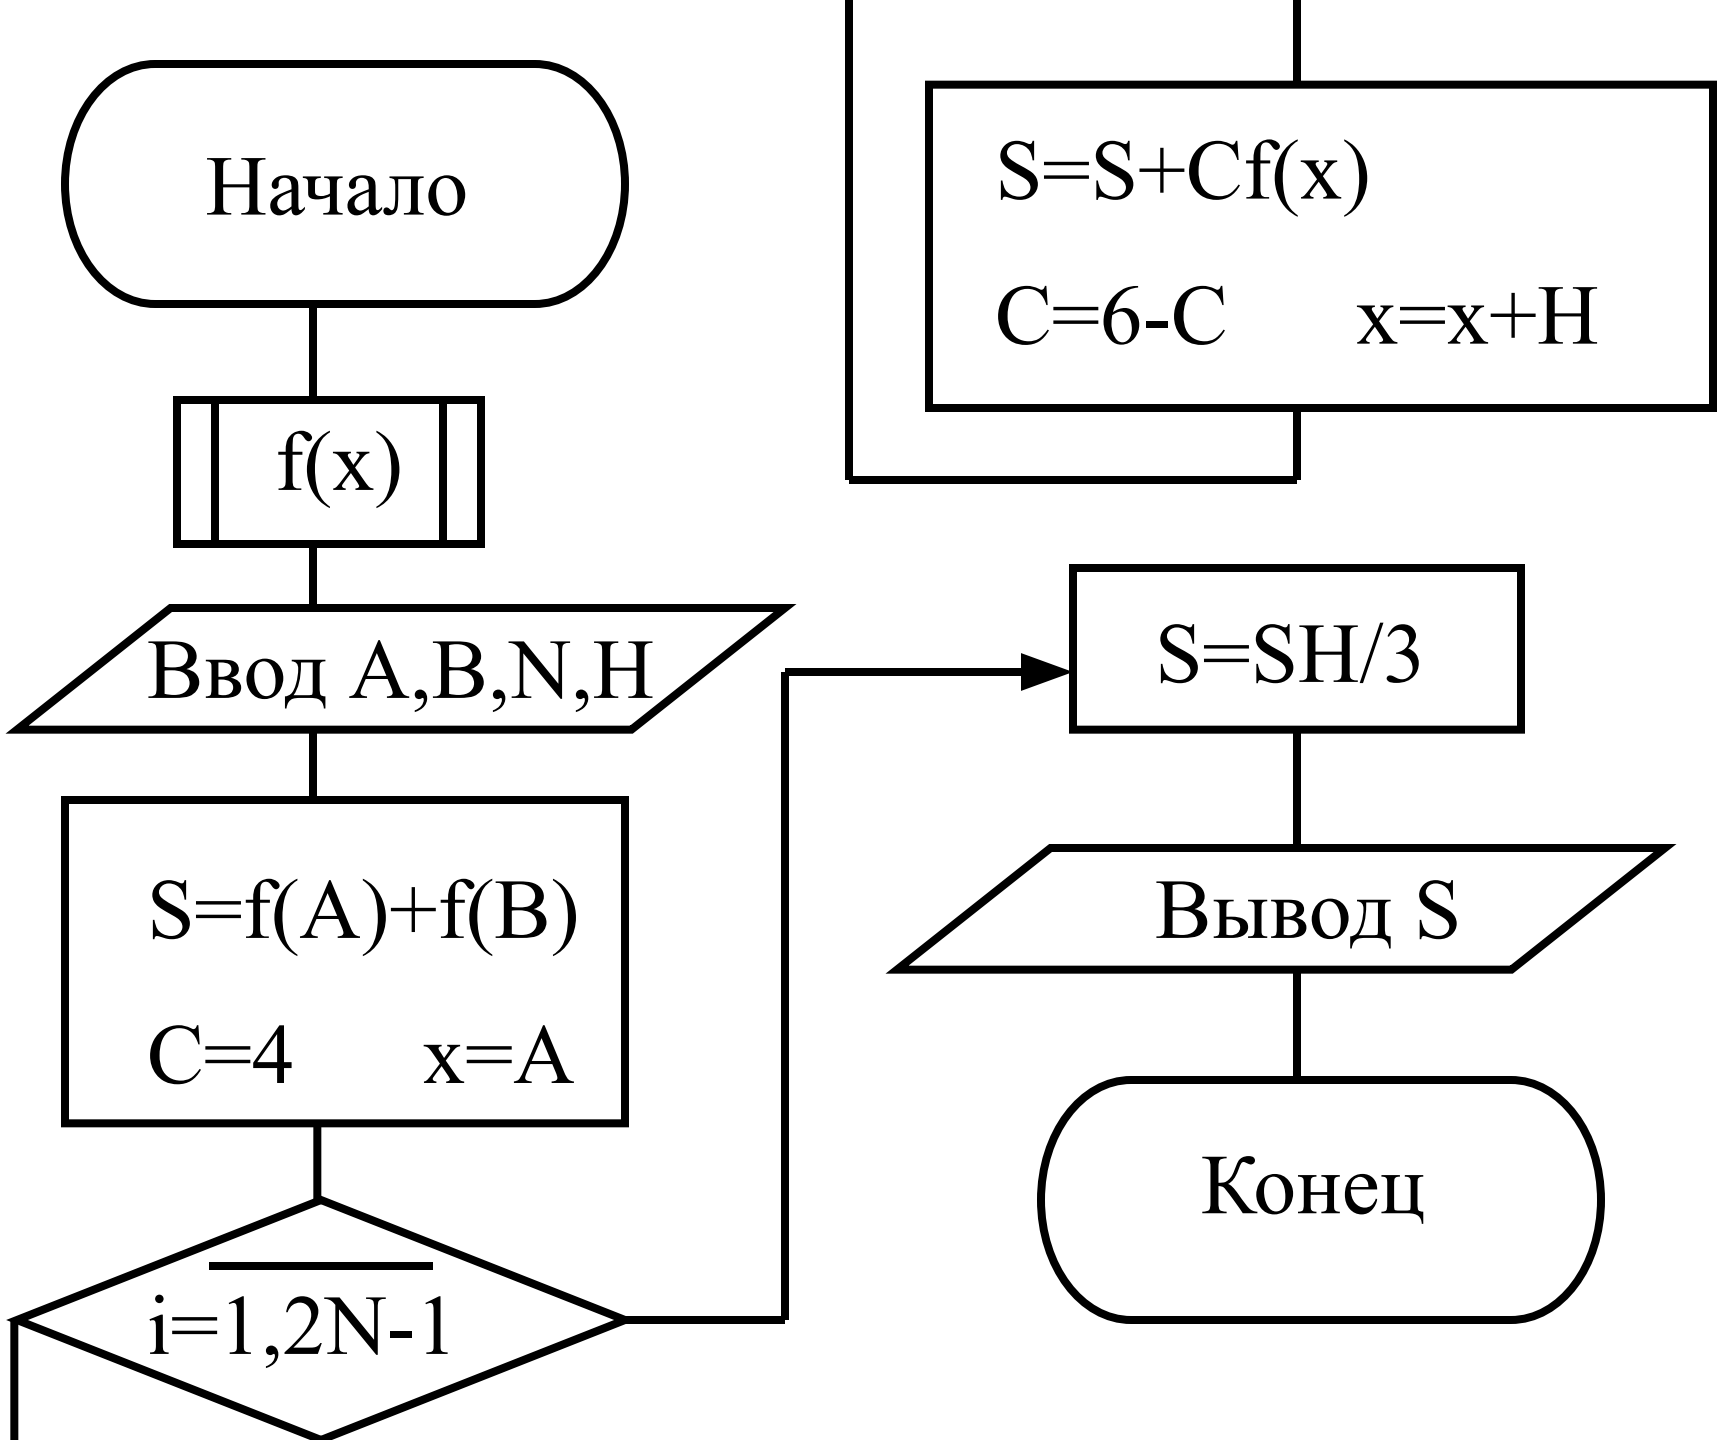 Начало
f(x)
Ввод A,B,N,H
S=f(A)+f(B)
C=4 x=A
i=1,2N-1
S=S+Cf(x)
C=6-C x=x+H
S=SH/3
Вывод S
Конец